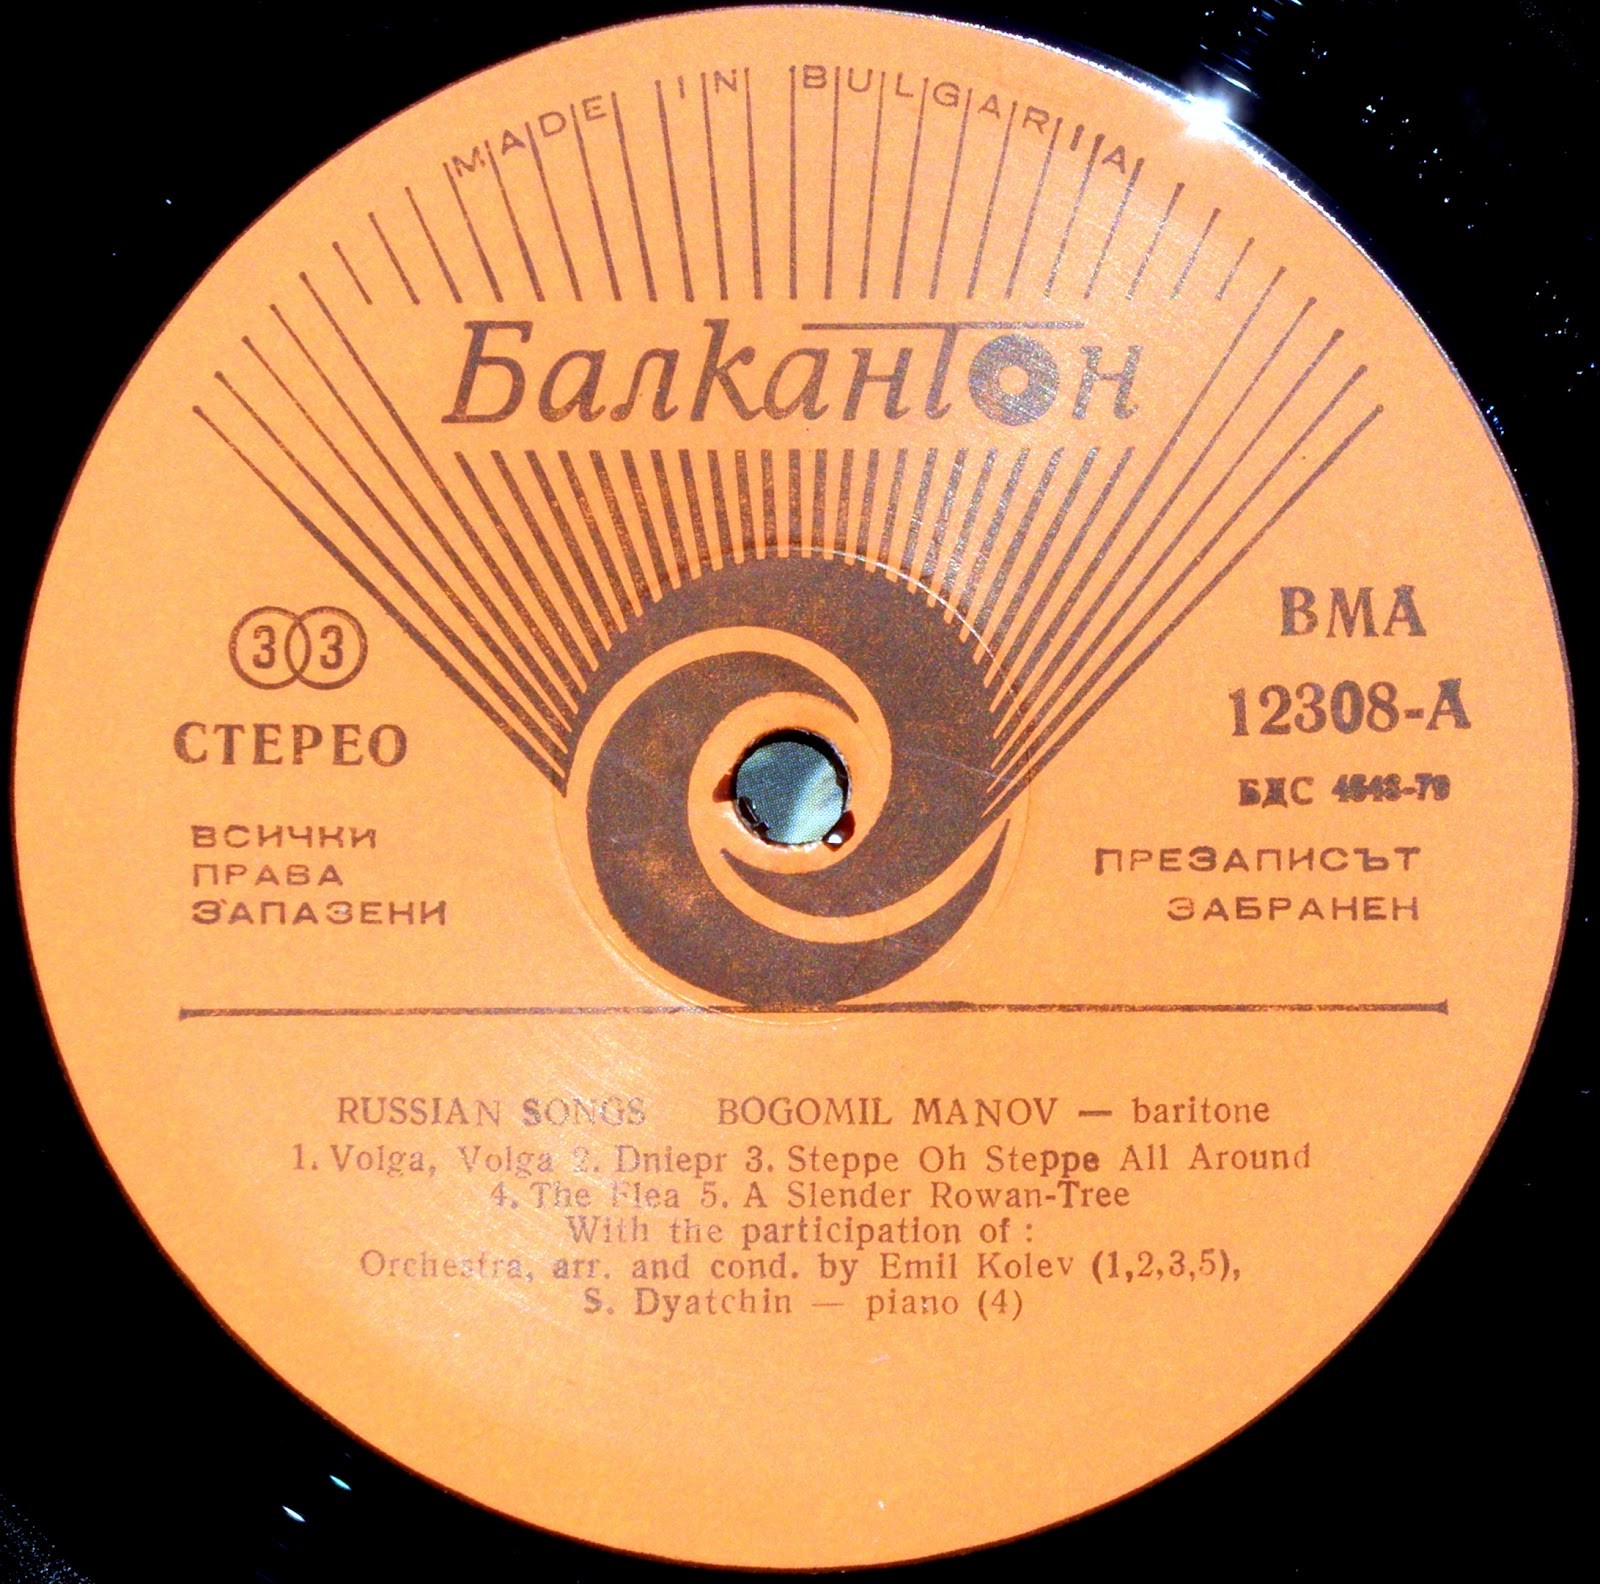 MADE IN BULGARIA
Балкантон
33
СТЕРЕО
ВСИЧКИ
ПРАВА
ЗАПАЗЕНИ
ВМА
12308-А
БДС
ПРЕЗАПИСЪТ
ЗАБРАНЕН
RUSSIAN SONGS BOGOMIL MANOV — baritone
1. Volga, Volga 2. Dniepr 3. Steppe Oh Steppe All Around
4. The Flea 5. A Slender Rowan-Tree
With the participation of :
Orchestra, arr. and cond. by Emil Kolev (1,2,3,5),
S. Dyatchin — piano (4)